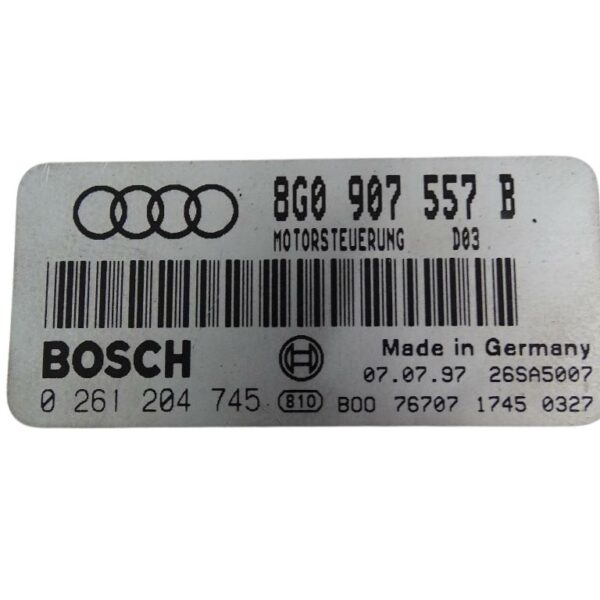 8G0 907 557 B
MOTORSTEUERUNG D03
BOSCH Made in Germany
07.07.97 26SA5007
0 261 204 745 810 B00 76707 1745 0327